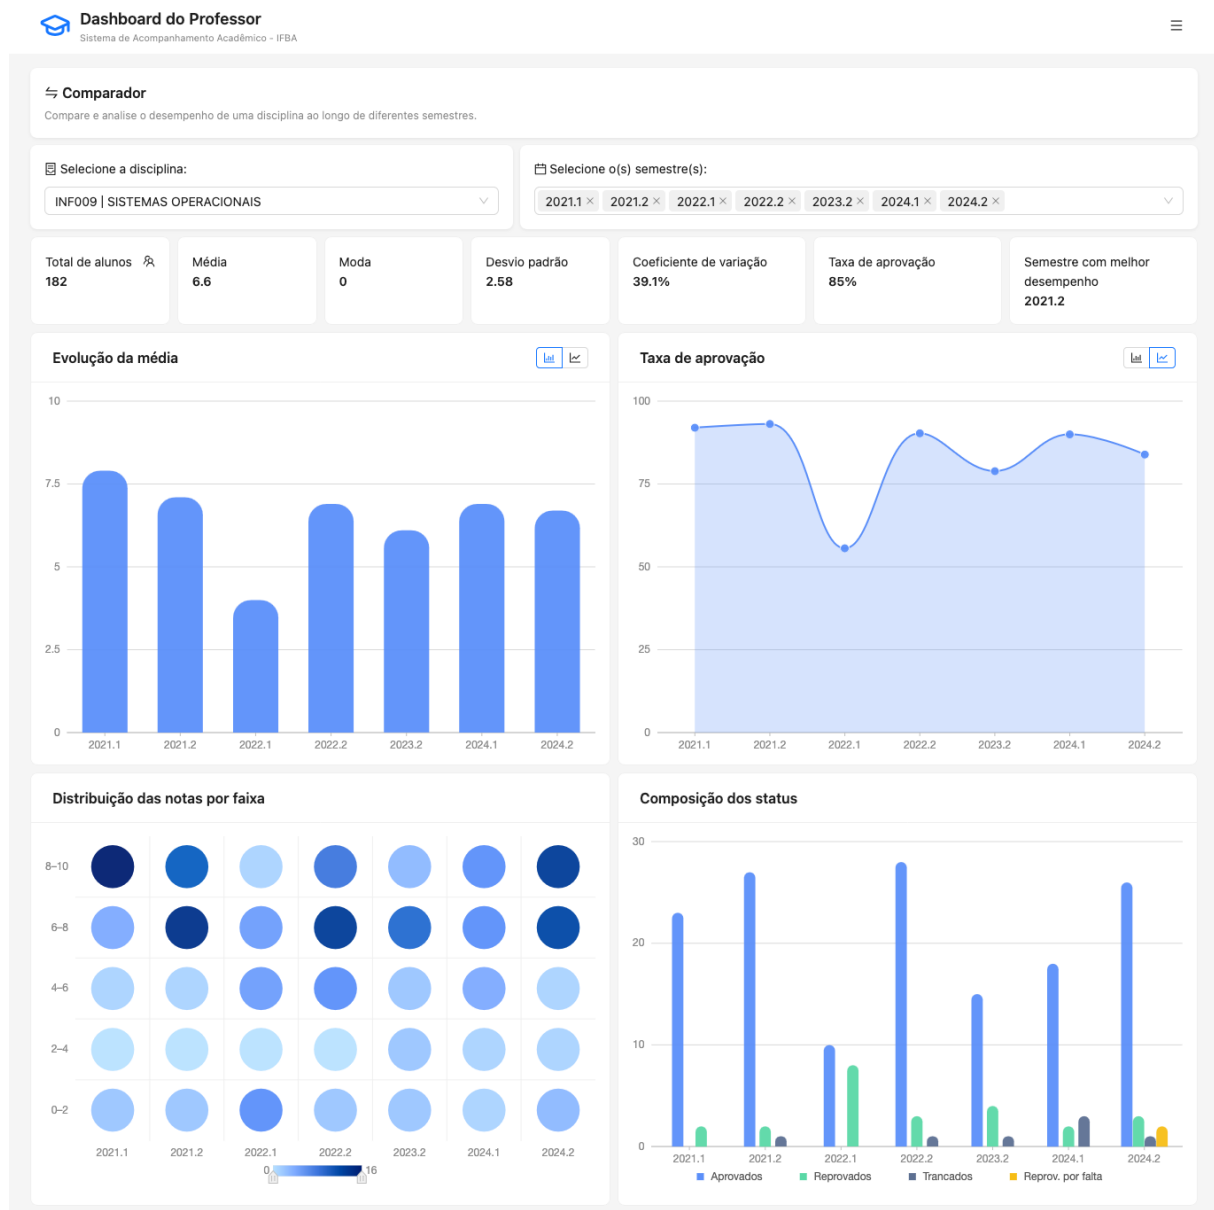 Dashboard do Professor
Sistema de Acompanhamento Acadêmico - IFBA
Comparador
Compare e analise o desempenho de uma disciplina ao longo de diferentes semestres.
Selecione a disciplina:
INF009 | SISTEMAS OPERACIONAIS
Selecione o(s) semestre(s):
2021.1 × 2021.2 × 2022.1 × 2022.2 × 2023.2 × 2024.1 × 2024.2 ×
Total de alunos
182
Média
6.6
Moda
0
Desvio padrão
2.58
Coeficiente de variação
39.1%
Taxa de aprovação
85%
Semestre com melhor
desempenho
2021.2
Evolução da média
10
7.5
5
2.5
0
2021.1 2021.2 2022.1 2022.2 2023.2 2024.1 2024.2
Taxa de aprovação
100
75
50
25
0
2021.1 2021.2 2022.1 2022.2 2023.2 2024.1 2024.2
Distribuição das notas por faixa
8–10
6–8
4–6
2–4
0–2
2021.1 2021.2 2022.1 2022.2 2023.2 2024.1 2024.2
0 16
Composição dos status
30
20
10
0
2021.1 2021.2 2022.1 2022.2 2023.2 2024.1 2024.2
Aprovados Reprovados Trancados Reprov. por falta